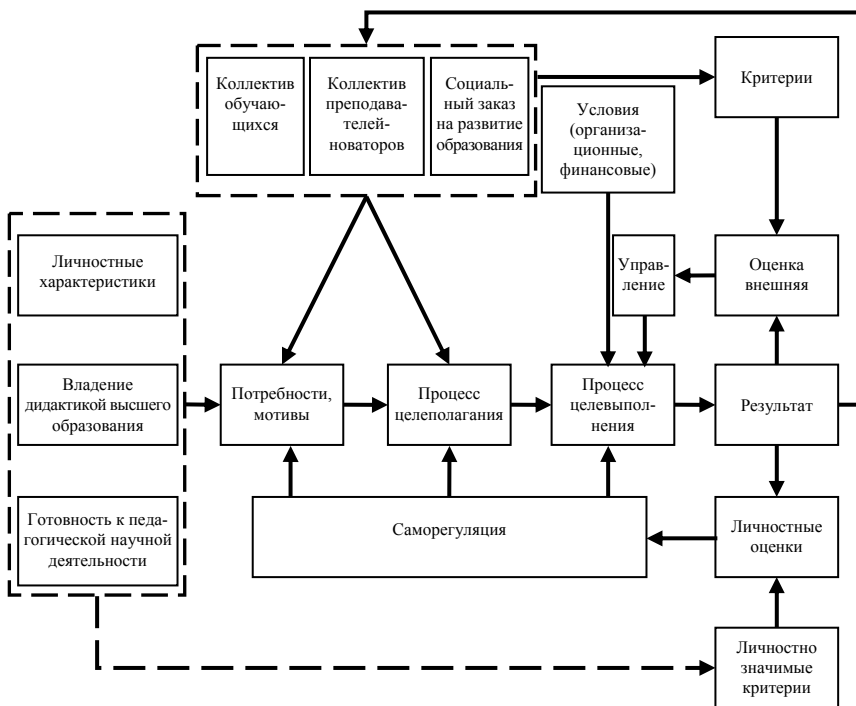 Коллектив
обучаю-
щихся
Коллектив
преподава-
телей-
новаторов
Социаль-
ный заказ
на развитие
образования
Условия
(организа-
ционные,
финансовые)
Критерии
Личностные
характеристики
Управ-
ление
Оценка
внешняя
Владение
дидактикой высшего
образования
Потребности,
мотивы
Процесс
целеполагания
Процесс
целевыпол-
нения
Результат
Готовность к педа-
гогической научной
деятельности
Саморегуляция
Личностные
оценки
Личностно
значимые
критерии